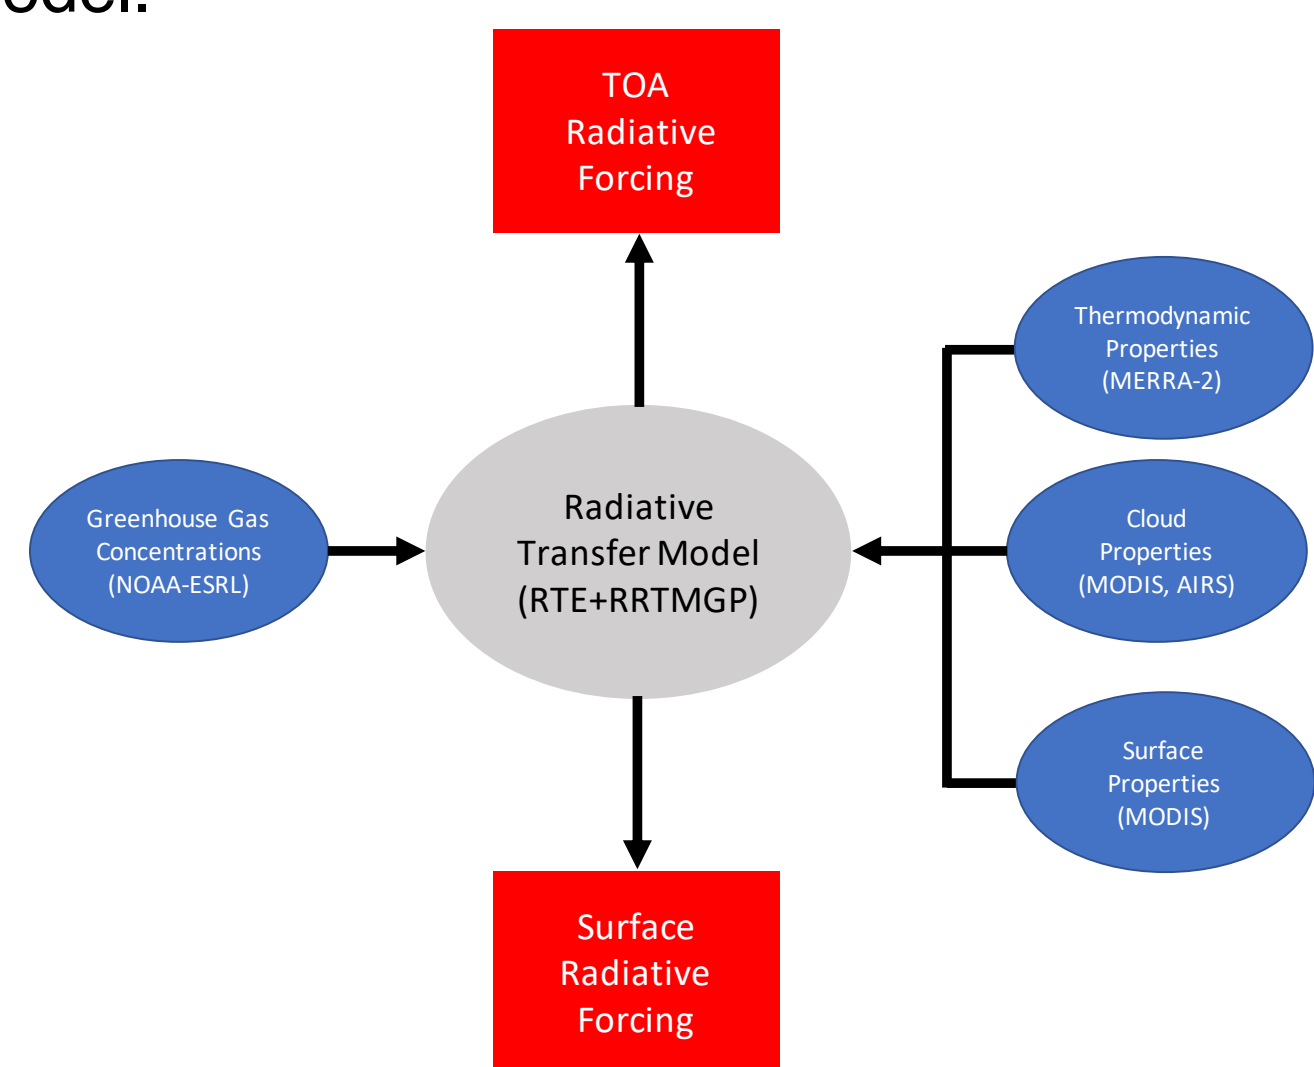 odel.
TOA
Radiative
Forcing
Thermodynamic
Properties
(MERRA-2)
Greenhouse Gas
Concentrations
(NOAA-ESRL)
Radiative
Transfer Model
(RTE+RRTMGP)
Cloud
Properties
(MODIS, AIRS)
Surface
Properties
(MODIS)
Surface
Radiative
Forcing